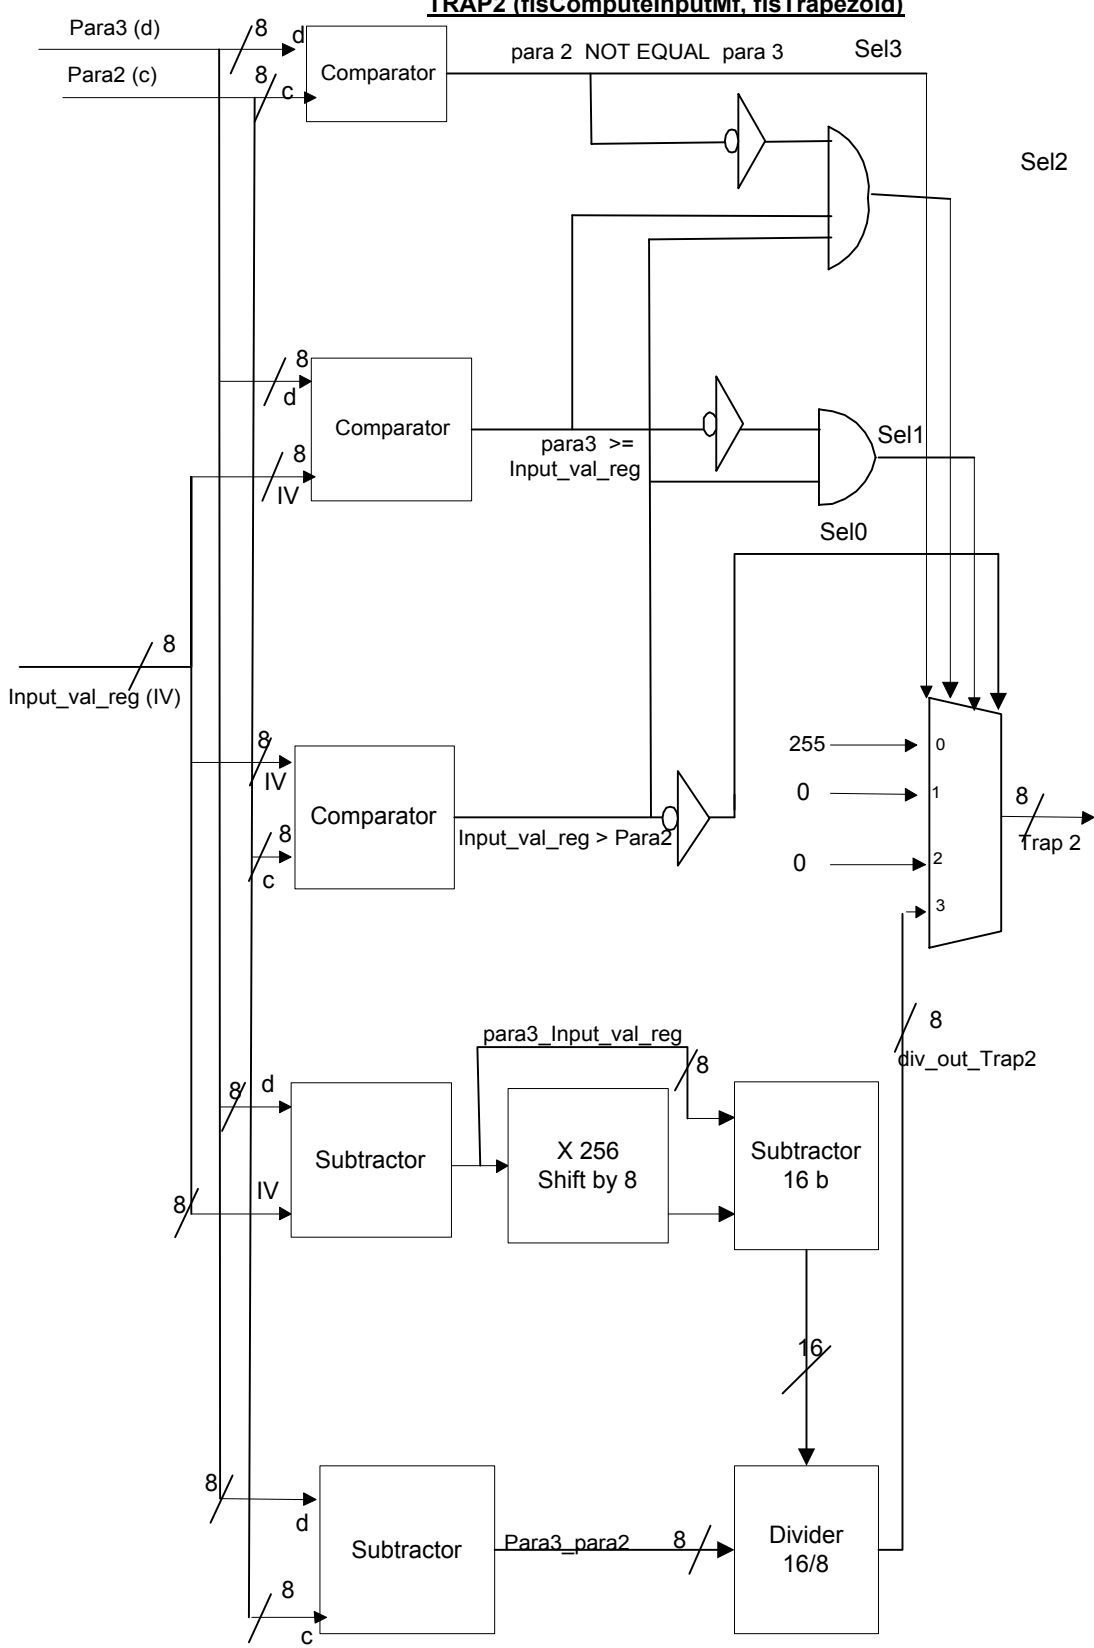 TRAP2 (fisComputeInputMf, fisTrapezoid)
Para3 (d)
8
d
Comparator
para 2 NOT EQUAL para 3
Sel3
Para2 (c)
8
c
Sel2
8
d
Comparator
para3 >=
Input_val_reg
Sel1
8
IV
Sel0
8
Input_val_reg (IV)
8
IV
Comparator
Input_val_reg > Para2
8
c
255
0
0
1
0
2
3
8
Trap 2
8
div_out_Trap2
para3_Input_val_reg
8
8
d
Subtractor
X 256
Shift by 8
Subtractor
16 b
8
IV
16
8
d
Subtractor
Para3_para2
8
Divider
16/8
8
c